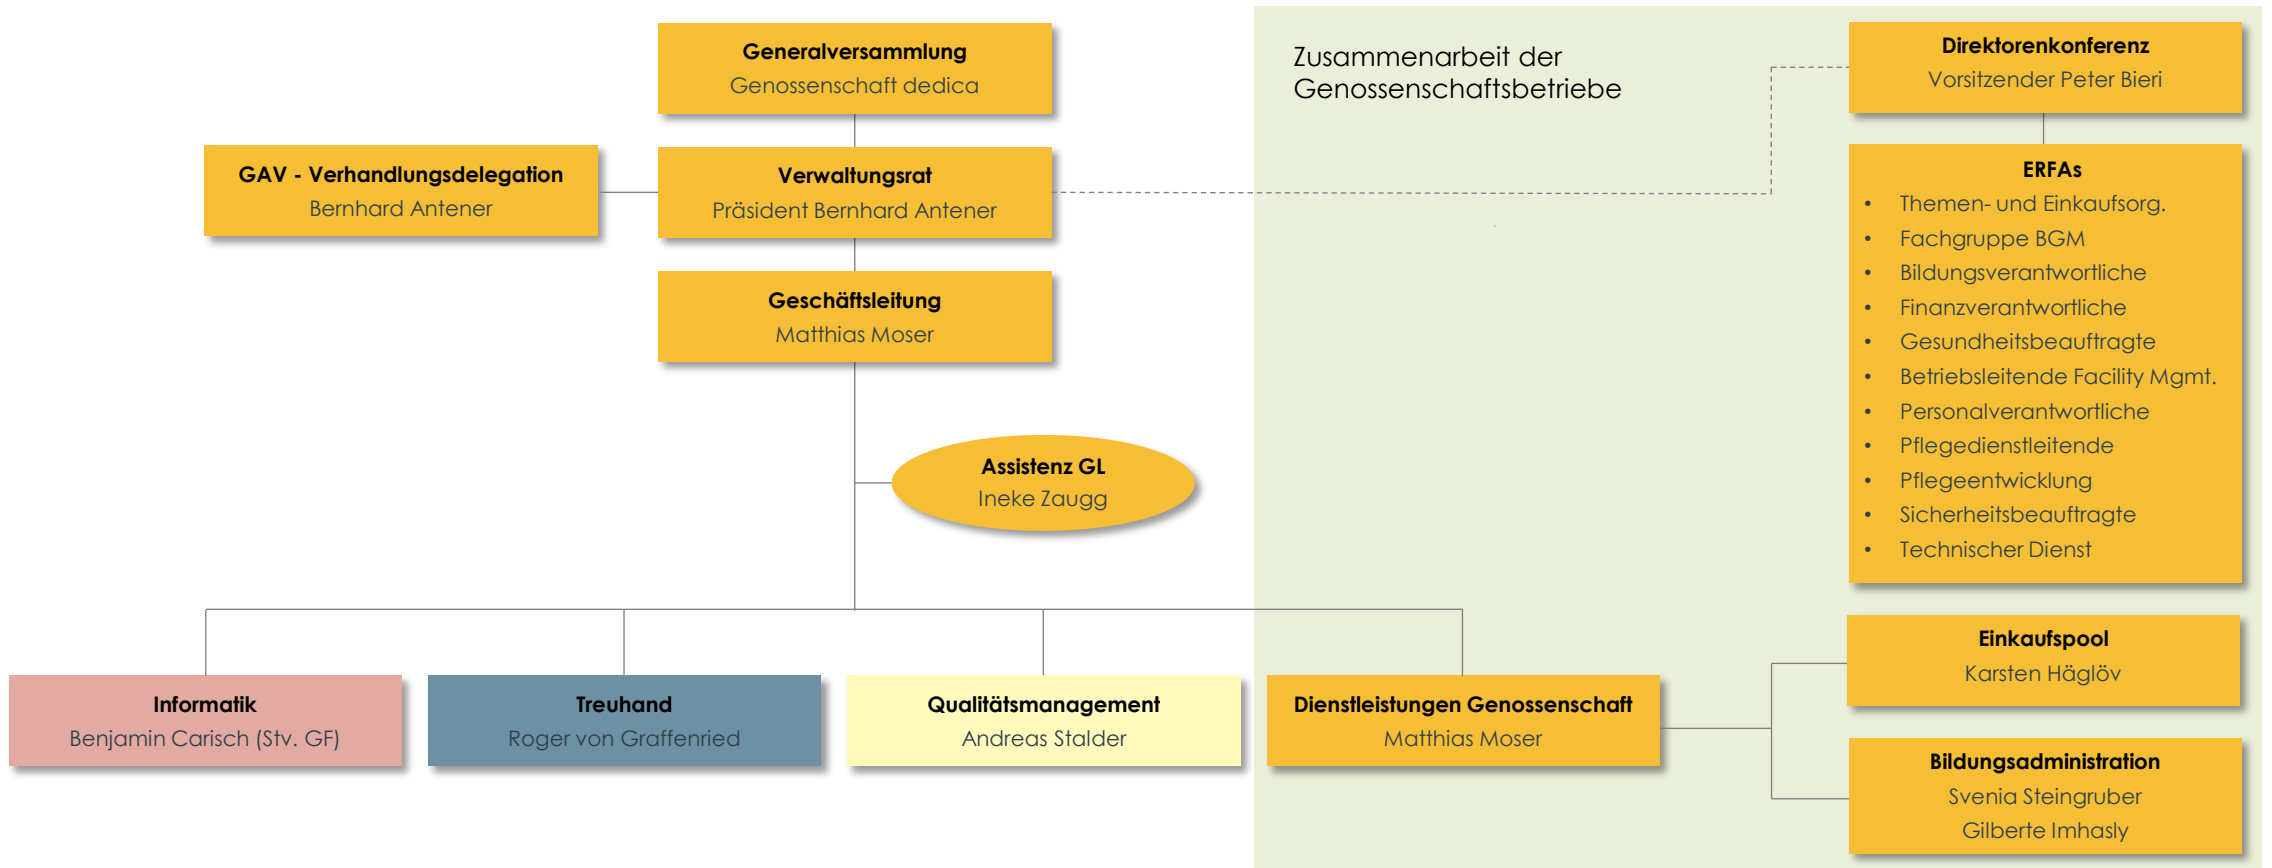 Generalversammlung
Genossenschaft dedica
GAV - Verhandlungsdelegation
Bernhard Antener
Verwaltungsrat
Präsident Bernhard Antener
Geschäftsleitung
Matthias Moser
Assistenz GL
Ineke Zaugg
Informatik
Benjamin Carisch (Stv. GF)
Treuhand
Roger von Graffenried
Qualitätsmanagement
Andreas Stalder
Zusammenarbeit der
Genossenschaftsbetriebe
Direktorenkonferenz
Vorsitzender Peter Bieri
ERFAs
• Themen- und Einkaufsorg.
• Fachgruppe BGM
• Bildungsverantwortliche
• Finanzverantwortliche
• Gesundheitsbeauftragte
• Betriebsleitende Facility Mgmt.
• Personalverantwortliche
• Pflegedienstleitende
• Pflegeentwicklung
• Sicherheitsbeauftragte
• Technischer Dienst
Dienstleistungen Genossenschaft
Matthias Moser
Einkaufspool
Karsten Häglöv
Bildungsadministration
Svenia Steingruber
Gilberte Imhasly